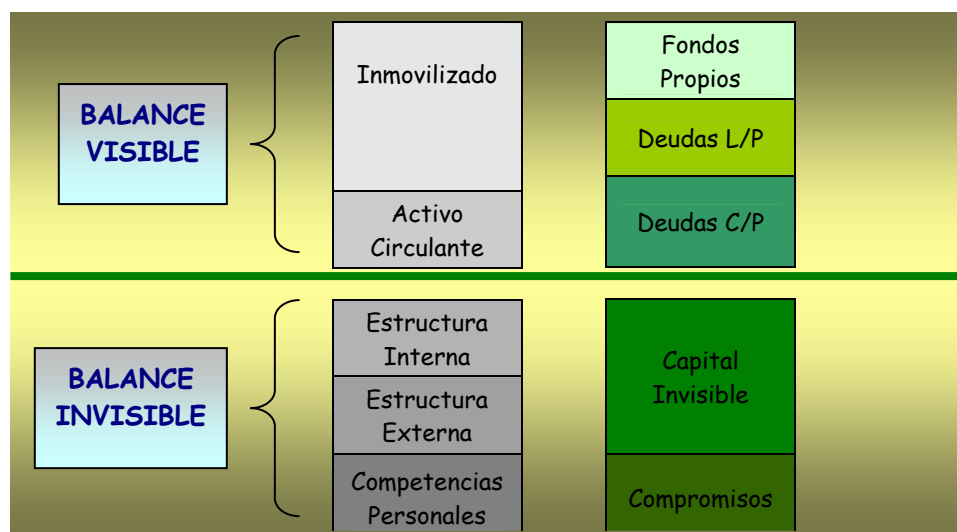 BALANCE
VISIBLE
Inmovilizado
Activo
Circulante
Fondos
Propios
Deudas L/P
Deudas C/P
BALANCE
INVISIBLE
Estructura
Interna
Estructura
Externa
Competencias
Personales
Capital
Invisible
Compromisos